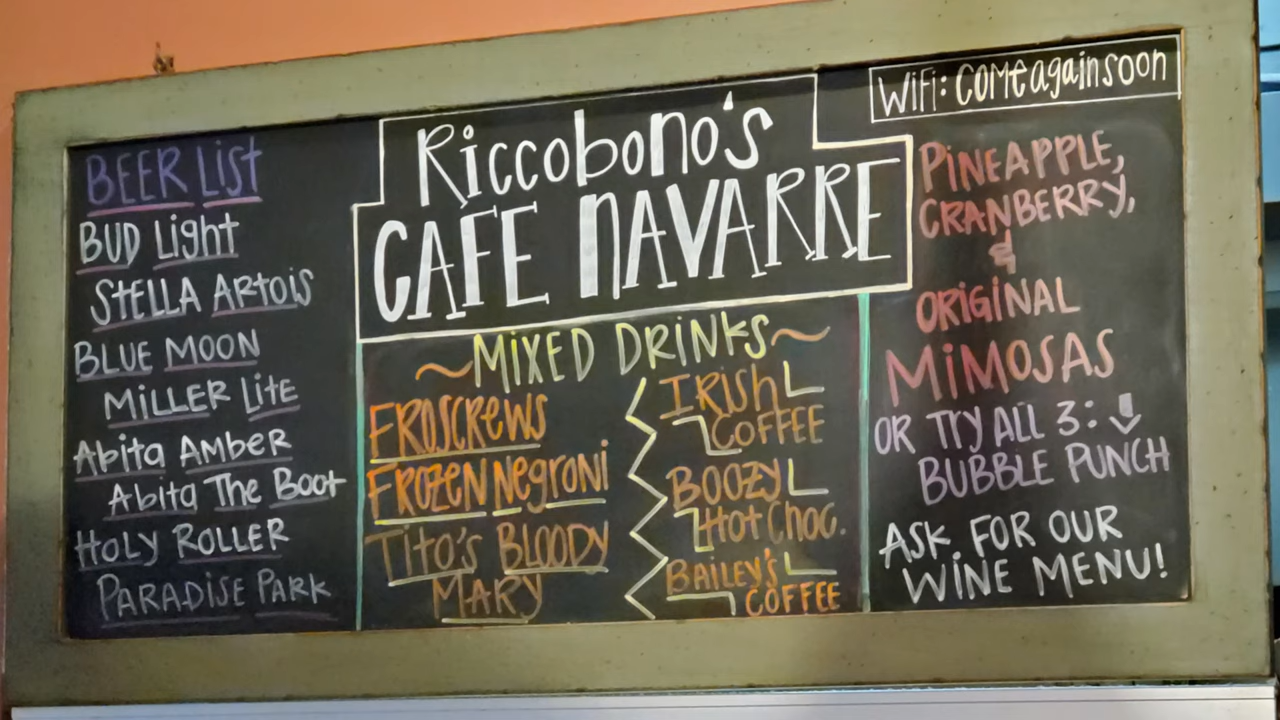 WiFi: comeagainsoon
Riccobono's
CAFE NAVARRE
BEER LIST
BUD Light
STELLA ARTOIS
BLUE MOON
MILLER Lite
Abita AMBER
Abita The Boot
HOLY ROLLER
PARADISE PARK
~MIXED DRINKS~
FROSCREWS
FROZEN NEGRONI
TITO'S BLOODY
MARY
IRISH
COFFEE
BOOZY
HOT CHOC.
BAILEY'S
COFFEE
PINEAPPLE,
CRANBERRY,
&
ORIGINAL
MIMOSAS
OR TRY ALL 3: ↓
BUBBLE PUNCH
ASK FOR OUR
WINE MENU!